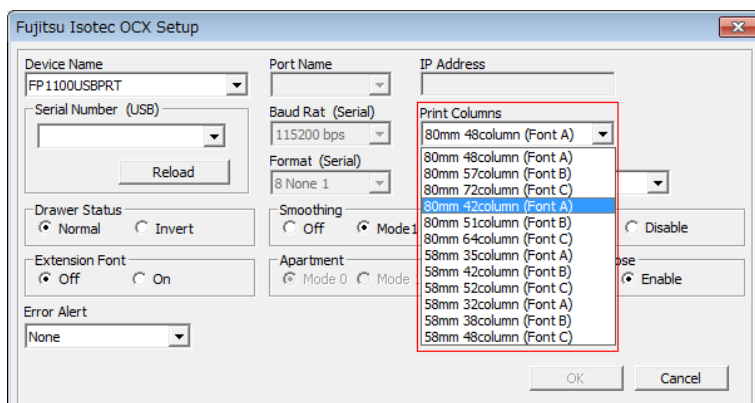 Fujitsu Isotec OCX Setup
Device Name
FP1100USBPRT
Port Name
IP Address
Serial Number (USB)
Reload
Baud Rat (Serial)
115200 bps
Format (Serial)
8 None 1
Print Columns
80mm 48column (Font A)
80mm 48column (Font A)
80mm 57column (Font B)
80mm 72column (Font C)
80mm 42column (Font A)
80mm 51column (Font B)
80mm 64column (Font C)
58mm 35column (Font A)
58mm 42column (Font B)
58mm 52column (Font C)
58mm 32column (Font A)
58mm 38column (Font B)
58mm 48column (Font C)
Drawer Status
Normal Invert
Smoothing
Off Mode1
Disable
Extension Font
Off On
Apartment
Mode 0 Mode
Enable
Error Alert
None
OK Cancel